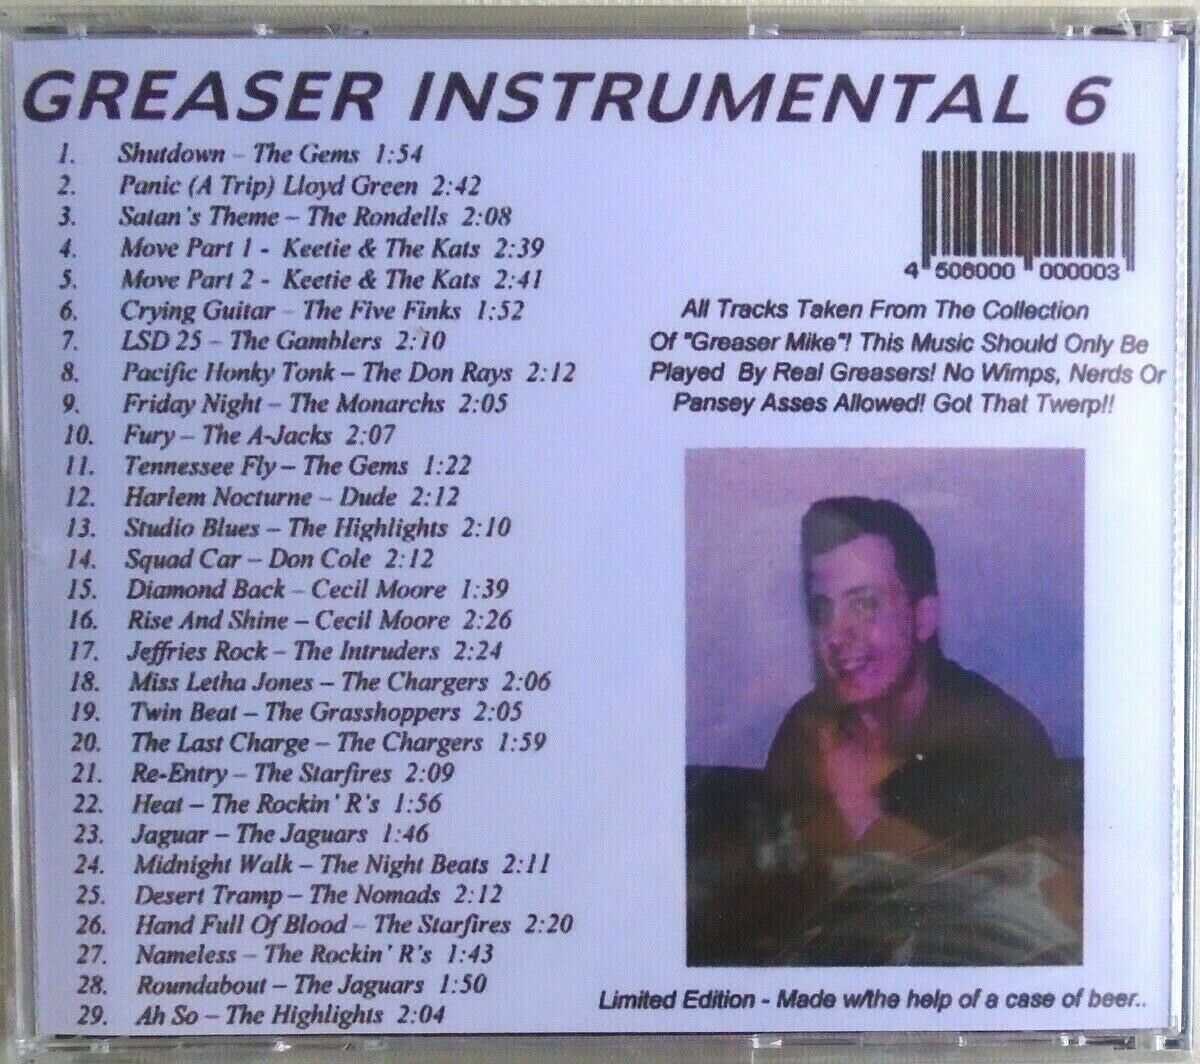 GREASER INSTRUMENTAL 6
1. Shutdown – The Gems 1:54
2. Panic (A Trip) Lloyd Green 2:42
3. Satan's Theme – The Rondells 2:08
4. Move Part 1 - Keetie & The Kats 2:39
5. Move Part 2 - Keetie & The Kats 2:41
6. Crying Guitar – The Five Finks 1:52
7. LSD 25 – The Gamblers 2:10
8. Pacific Honky Tonk – The Don Rays 2:12
9. Friday Night – The Monarchs 2:05
10. Fury – The A-Jacks 2:07
11. Tennessee Fly – The Gems 1:22
12. Harlem Nocturne – Dude 2:12
13. Studio Blues – The Highlights 2:10
14. Squad Car – Don Cole 2:12
15. Diamond Back – Cecil Moore 1:39
16. Rise And Shine – Cecil Moore 2:26
17. Jeffries Rock – The Intruders 2:24
18. Miss Letha Jones – The Chargers 2:06
19. Twin Beat – The Grasshoppers 2:05
20. The Last Charge – The Chargers 1:59
21. Re-Entry – The Starfires 2:09
22. Heat – The Rockin' R's 1:56
23. Jaguar – The Jaguars 1:46
24. Midnight Walk – The Night Beats 2:11
25. Desert Tramp – The Nomads 2:12
26. Hand Full Of Blood – The Starfires 2:20
27. Nameless – The Rockin' R's 1:43
28. Roundabout – The Jaguars 1:50
29. Ah So – The Highlights 2:04
4 506000 000003
All Tracks Taken From The Collection
Of "Greaser Mike"! This Music Should Only Be
Played By Real Greasers! No Wimps, Nerds Or
Pansey Asses Allowed! Got That Twerp!!
Limited Edition - Made w/the help of a case of beer..